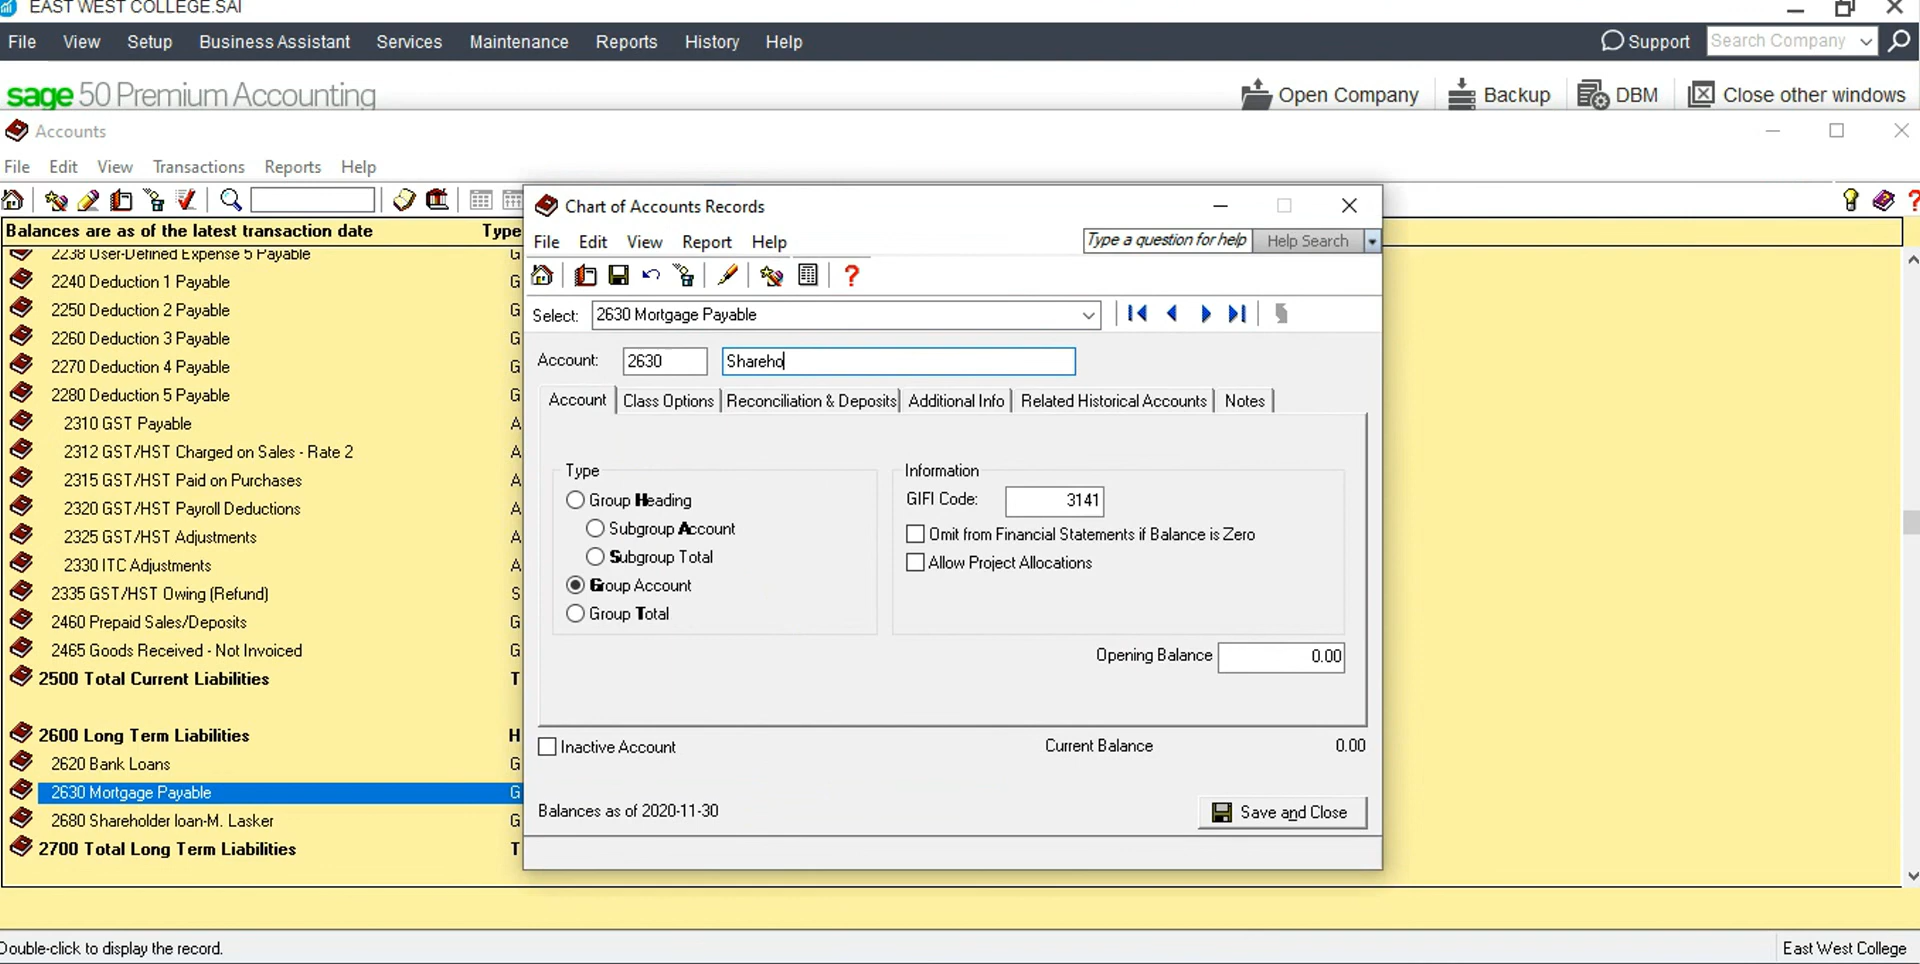 EAST WEST COLLEGE.SAI
File View Setup Business Assistant Services Maintenance Reports History Help Support Search Company
sage 50 Premium Accounting Open Company Backup DBM Close other windows
Accounts
File Edit View Transactions Reports Help
Balances are as of the latest transaction date Type
2238 User-Defined Expense 5 Payable G
2240 Deduction 1 Payable G
2250 Deduction 2 Payable G
2260 Deduction 3 Payable G
2270 Deduction 4 Payable G
2280 Deduction 5 Payable G
2310 GST Payable A
2312 GST/HST Charged on Sales - Rate 2 A
2315 GST/HST Paid on Purchases A
2320 GST/HST Payroll Deductions A
2325 GST/HST Adjustments A
2330 ITC Adjustments A
2335 GST/HST Owing (Refund) S
2460 Prepaid Sales/Deposits G
2465 Goods Received - Not Invoiced G
2500 Total Current Liabilities T
2600 Long Term Liabilities H
2620 Bank Loans G
2630 Mortgage Payable G
2680 Shareholder loan-M. Lasker G
2700 Total Long Term Liabilities T
Chart of Accounts Records
File Edit View Report Help Type a question for help Help Search
Select: 2630 Mortgage Payable
Account: 2630 Shareho
Account Class Options Reconciliation & Deposits Additional Info Related Historical Accounts Notes
Type
Group Heading
Subgroup Account
Subgroup Total
Group Account
Group Total
Information
GIFI Code: 3141
Omit from Financial Statements if Balance is Zero
Allow Project Allocations
Opening Balance 0.00
Inactive Account Current Balance 0.00
Balances as of 2020-11-30 Save and Close
Double-click to display the record. East West College